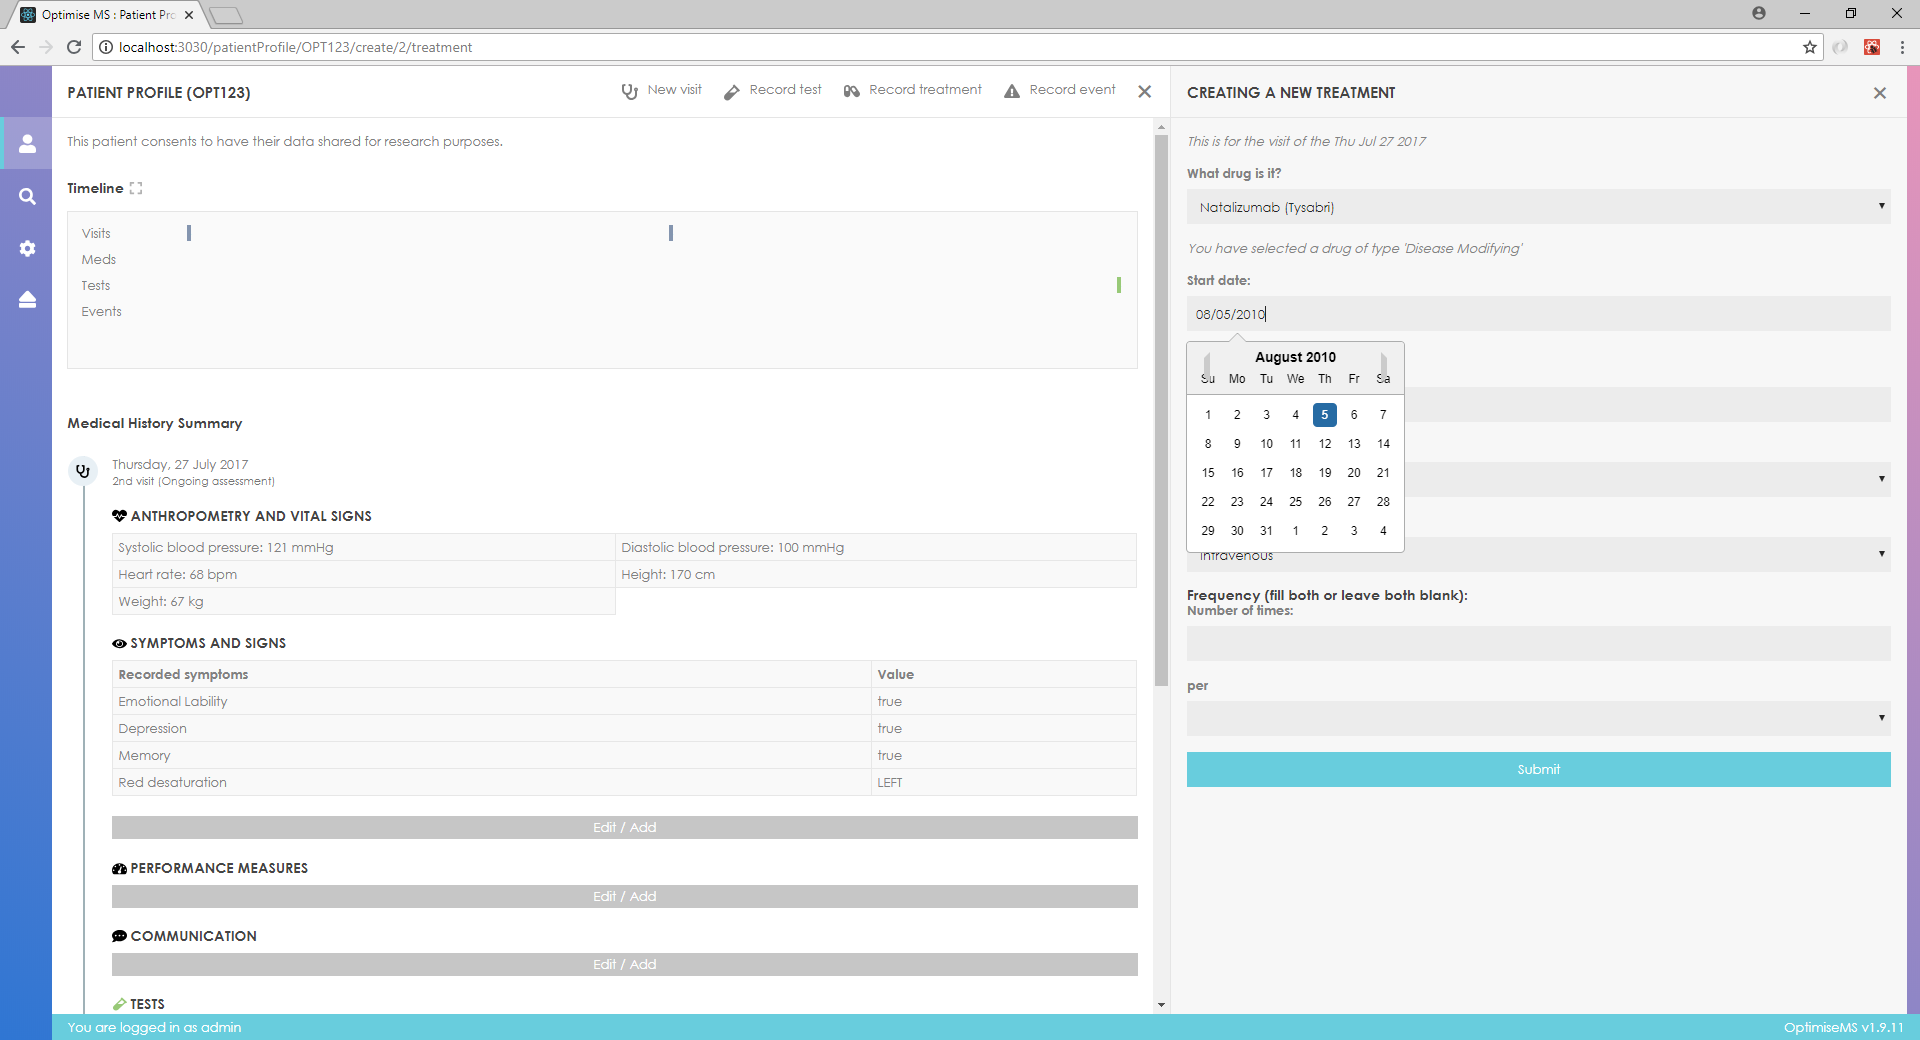 Optimise MS : Patient Pro
localhost:3030/patientProfile/OPT123/create/2/treatment
PATIENT PROFILE (OPT123)
New visit
Record test
Record treatment
Record event
This patient consents to have their data shared for research purposes.
Timeline
Visits
Meds
Tests
Events
Medical History Summary
Thursday, 27 July 2017
2nd visit (Ongoing assessment)
ANTHROPOMETRY AND VITAL SIGNS
Systolic blood pressure: 121 mmHg
Diastolic blood pressure: 100 mmHg
Heart rate: 68 bpm
Height: 170 cm
Weight: 67 kg
SYMPTOMS AND SIGNS
Recorded symptoms Value
Emotional Lability true
Depression true
Memory true
Red desaturation LEFT
Edit / Add
PERFORMANCE MEASURES
Edit / Add
COMMUNICATION
Edit / Add
TESTS
CREATING A NEW TREATMENT
This is for the visit of the Thu Jul 27 2017
What drug is it?
Natalizumab (Tysabri)
You have selected a drug of type 'Disease Modifying'
Start date:
08/05/2010
August 2010
Su Mo Tu We Th Fr Sa
1 2 3 4 5 6 7
8 9 10 11 12 13 14
15 16 17 18 19 20 21
22 23 24 25 26 27 28
29 30 31 1 2 3 4
Intravenous
Frequency (fill both or leave both blank):
Number of times:
per
Submit
You are logged in as admin
OptimiseMS v1.9.11